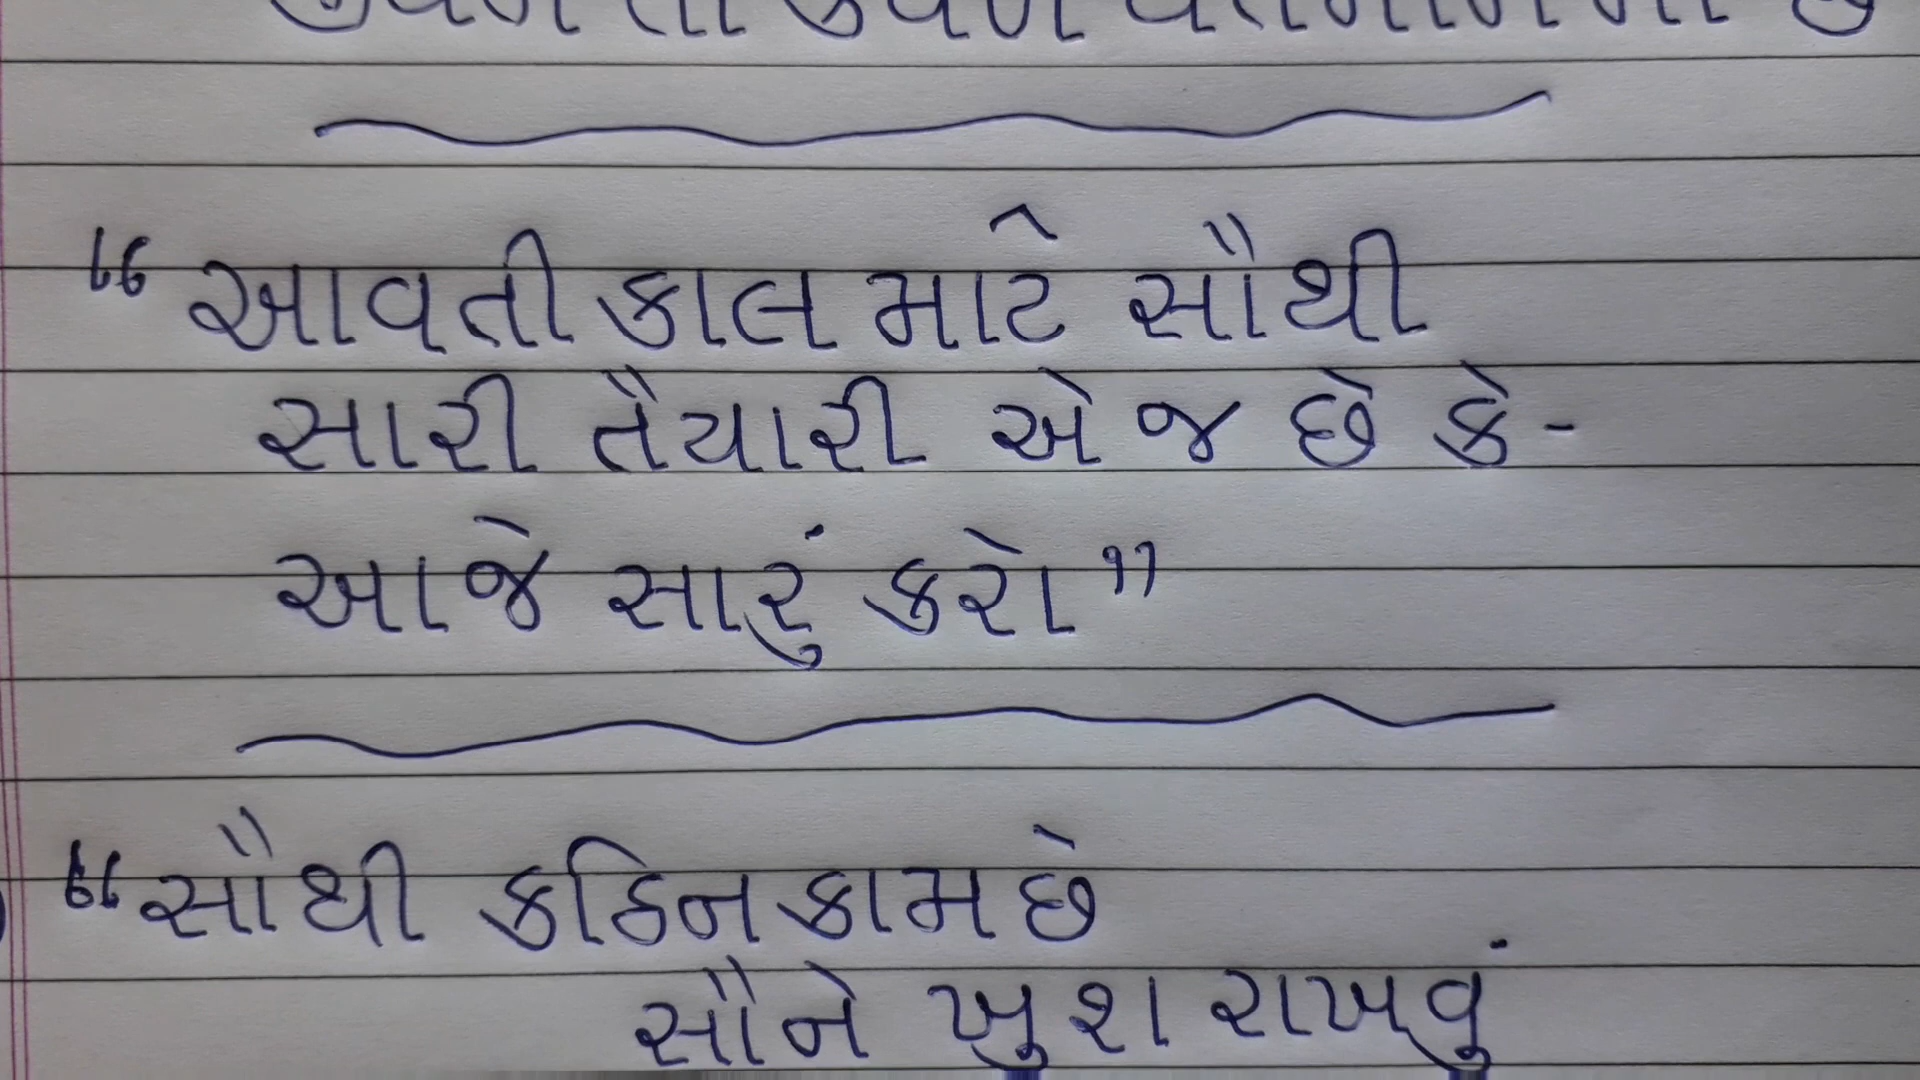 “આવતી કાલ માટે સૌથી
સારી તૈયારી એ જ છે કે -
આજે સારું કરો”
“સૌથી કઠિન કામ છે
સૌને ખુશ રાખવું